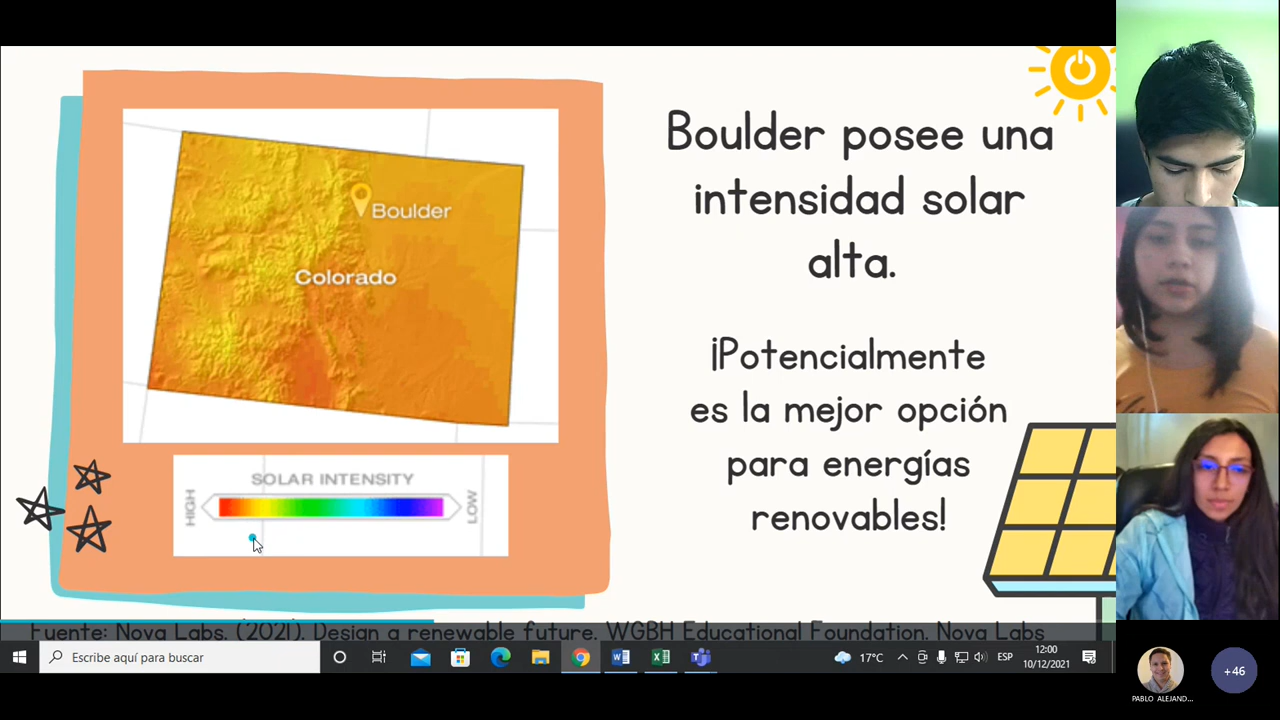 Boulder posee una
intensidad solar
alta.
¡Potencialmente
es la mejor opción
para energías
renovables!
Boulder
Colorado
SOLAR INTENSITY
HIGH
LOW
Fuente: Nova Labs. (2021). Design a renewable future. WGBH Educational Foundation. Nova Labs
Escribe aquí para buscar
17°C
ESP
12:00
10/12/2021
PABLO ALEJAND...
+46